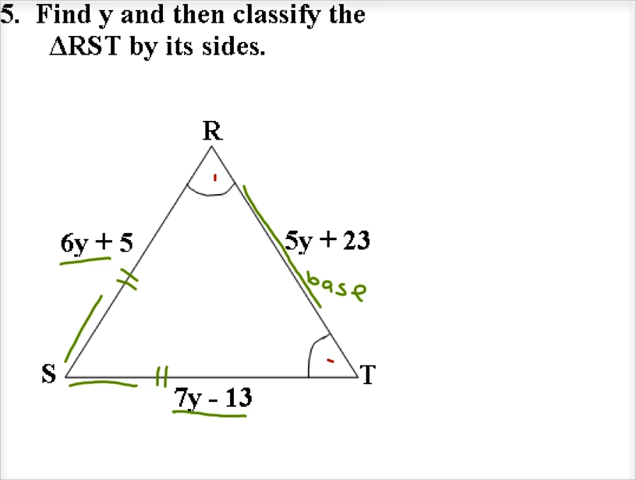 5. Find y and then classify the
ΔRST by its sides.
R
6y + 5
5y + 23
base
S
T
7y - 13